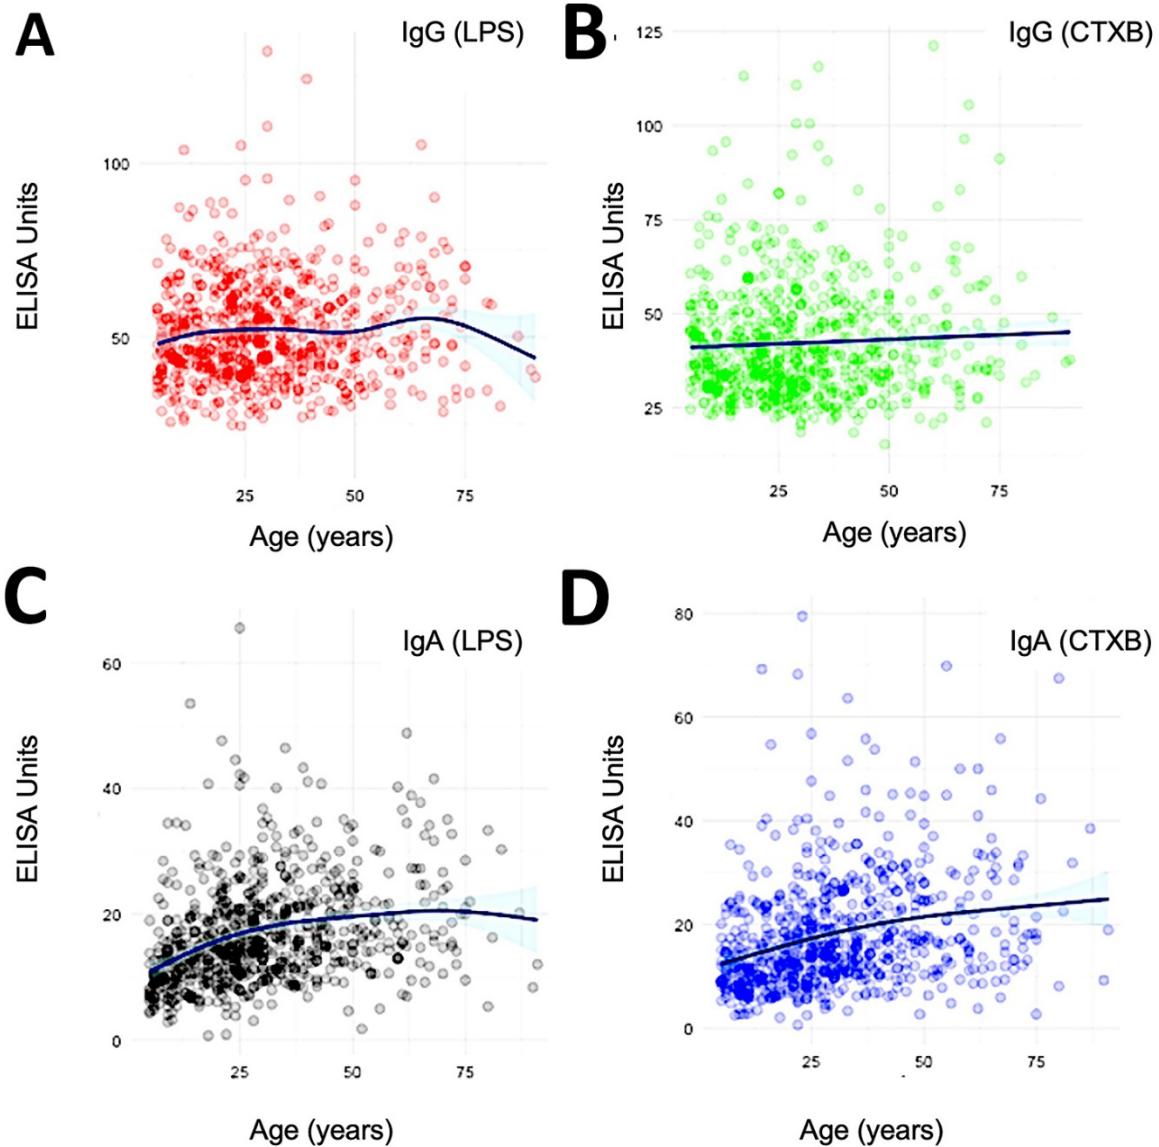 A
IgG (LPS)
ELISA Units
100
50
25 50 75
Age (years)
B
IgG (CTXB)
ELISA Units
125
100
75
50
25
25 50 75
Age (years)
C
IgA (LPS)
ELISA Units
60
40
20
0
25 50 75
Age (years)
D
IgA (CTXB)
ELISA Units
80
60
40
20
0
25 50 75
Age (years)